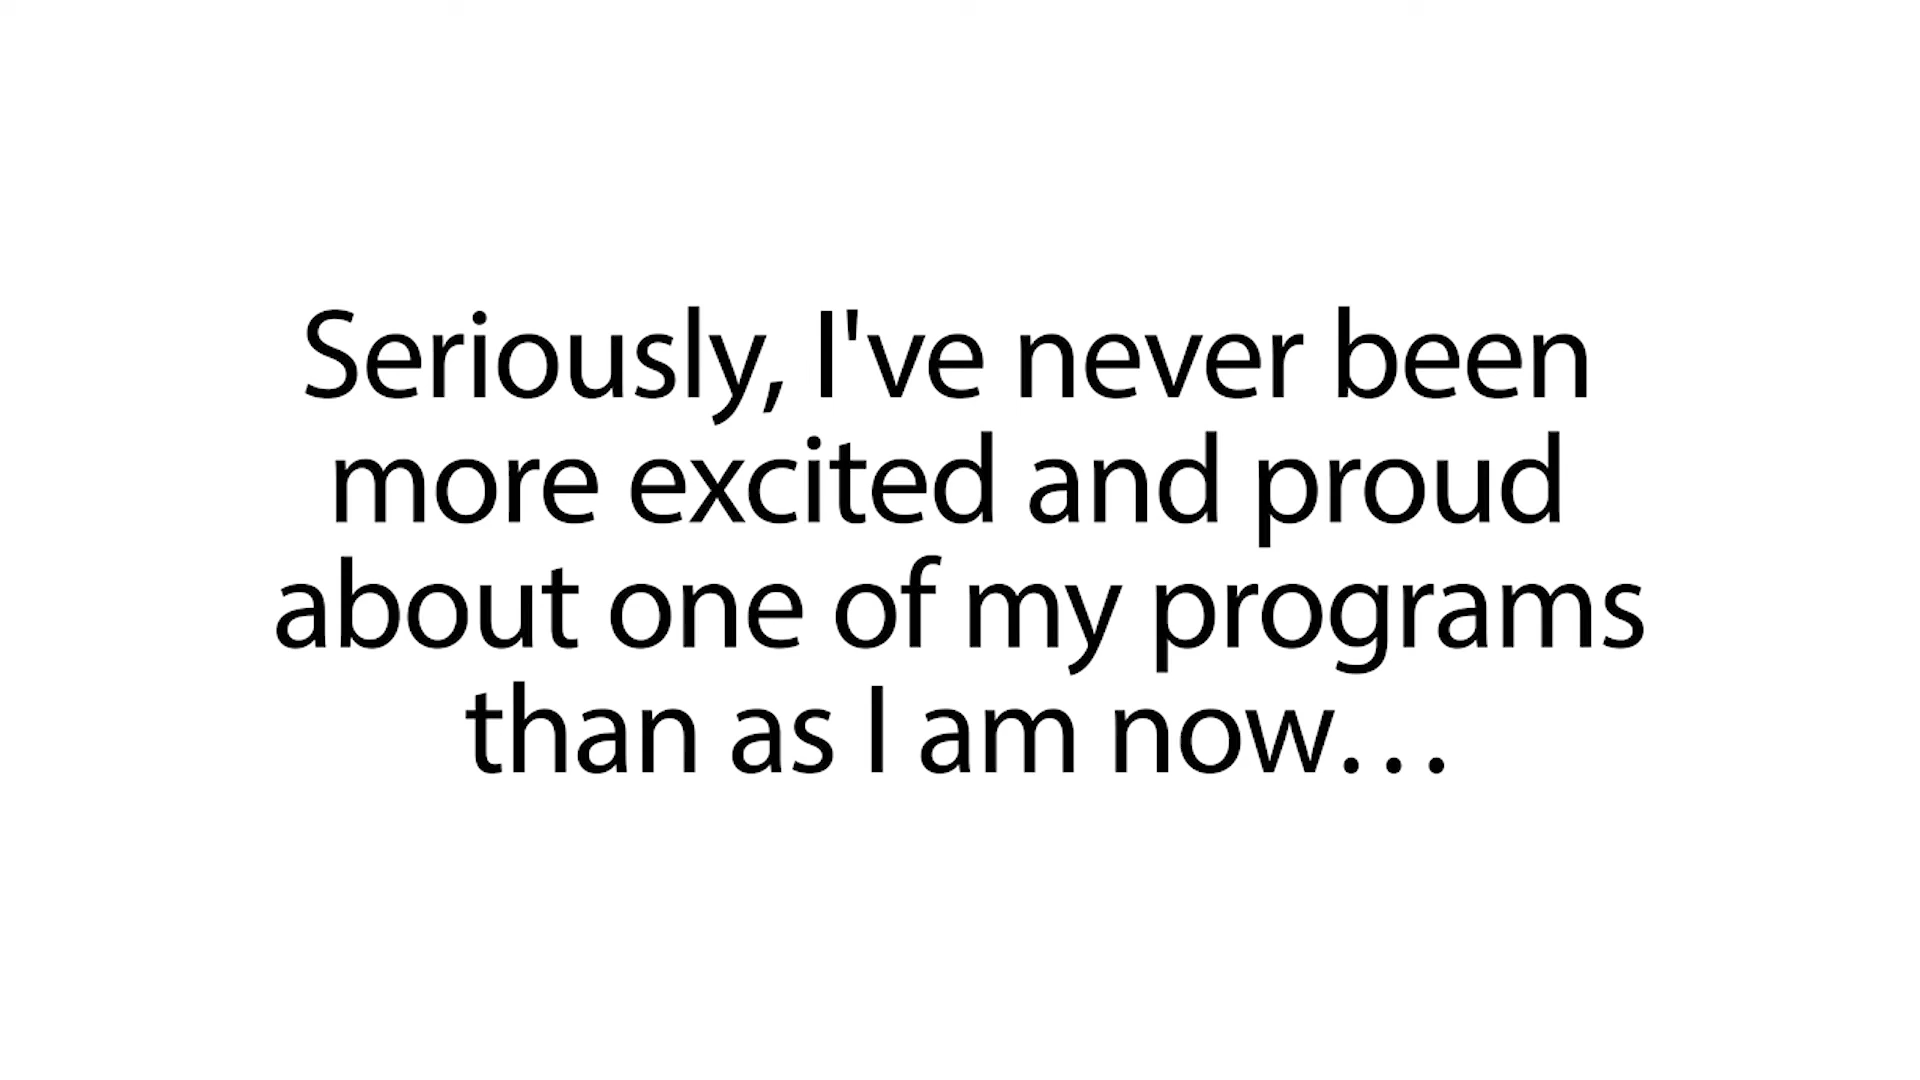 Seriously, I've never been
more excited and proud
about one of my programs
than as I am now…